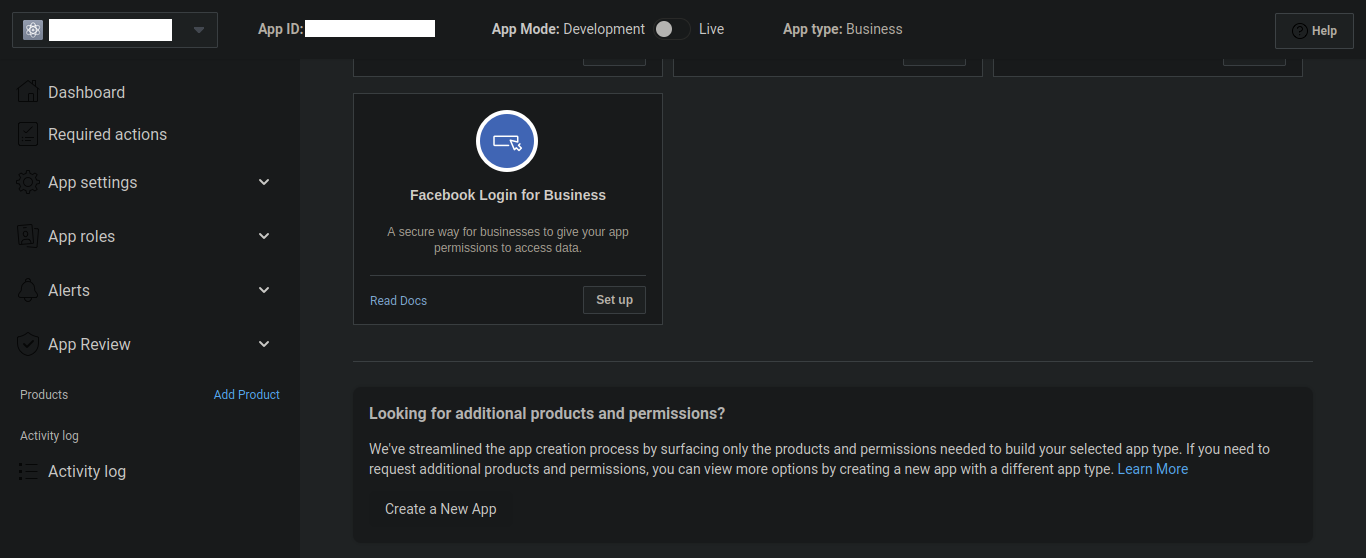 App ID:
App Mode: Development
Live
App type: Business
Help
Dashboard
Required actions
App settings
App roles
Alerts
App Review
Products
Add Product
Activity log
Activity log
Facebook Login for Business
A secure way for businesses to give your app
permissions to access data.
Read Docs
Set up
Looking for additional products and permissions?
We've streamlined the app creation process by surfacing only the products and permissions needed to build your selected app type. If you need to
request additional products and permissions, you can view more options by creating a new app with a different app type. Learn More
Create a New App